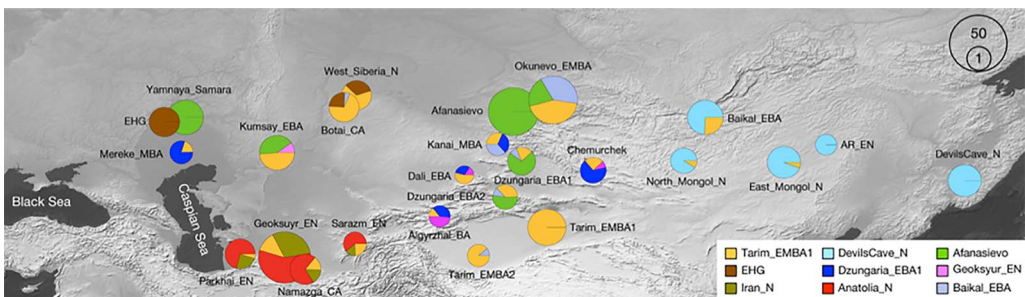 50
1
West_Siberia_N
Okunevo_EMBA
Yamnaya_Samara
Afanasievo
EHG
Botai_CA
Kumsay_EBA
Baikal_EBA
Mereke_MBA
Kanai_MBA
Chemurchek
AR_EN
Dali_EBA
Dzungaria_EBA1
North_Mongol_N
East_Mongol_N
DevilsCave_N
Dzungaria_EBA2
Black Sea
Caspian Sea
Geoksuyr_EN
Sarazm_EN
Aigyrzhal_BA
Tarim_EMBA1
Parkhai_EN
Namazga_CA
Tarim_EMBA2
Tarim_EMBA1 DevilsCave_N Afanasievo
EHG Dzungaria_EBA1 Geoksyur_EN
Iran_N Anatolia_N Baikal_EBA